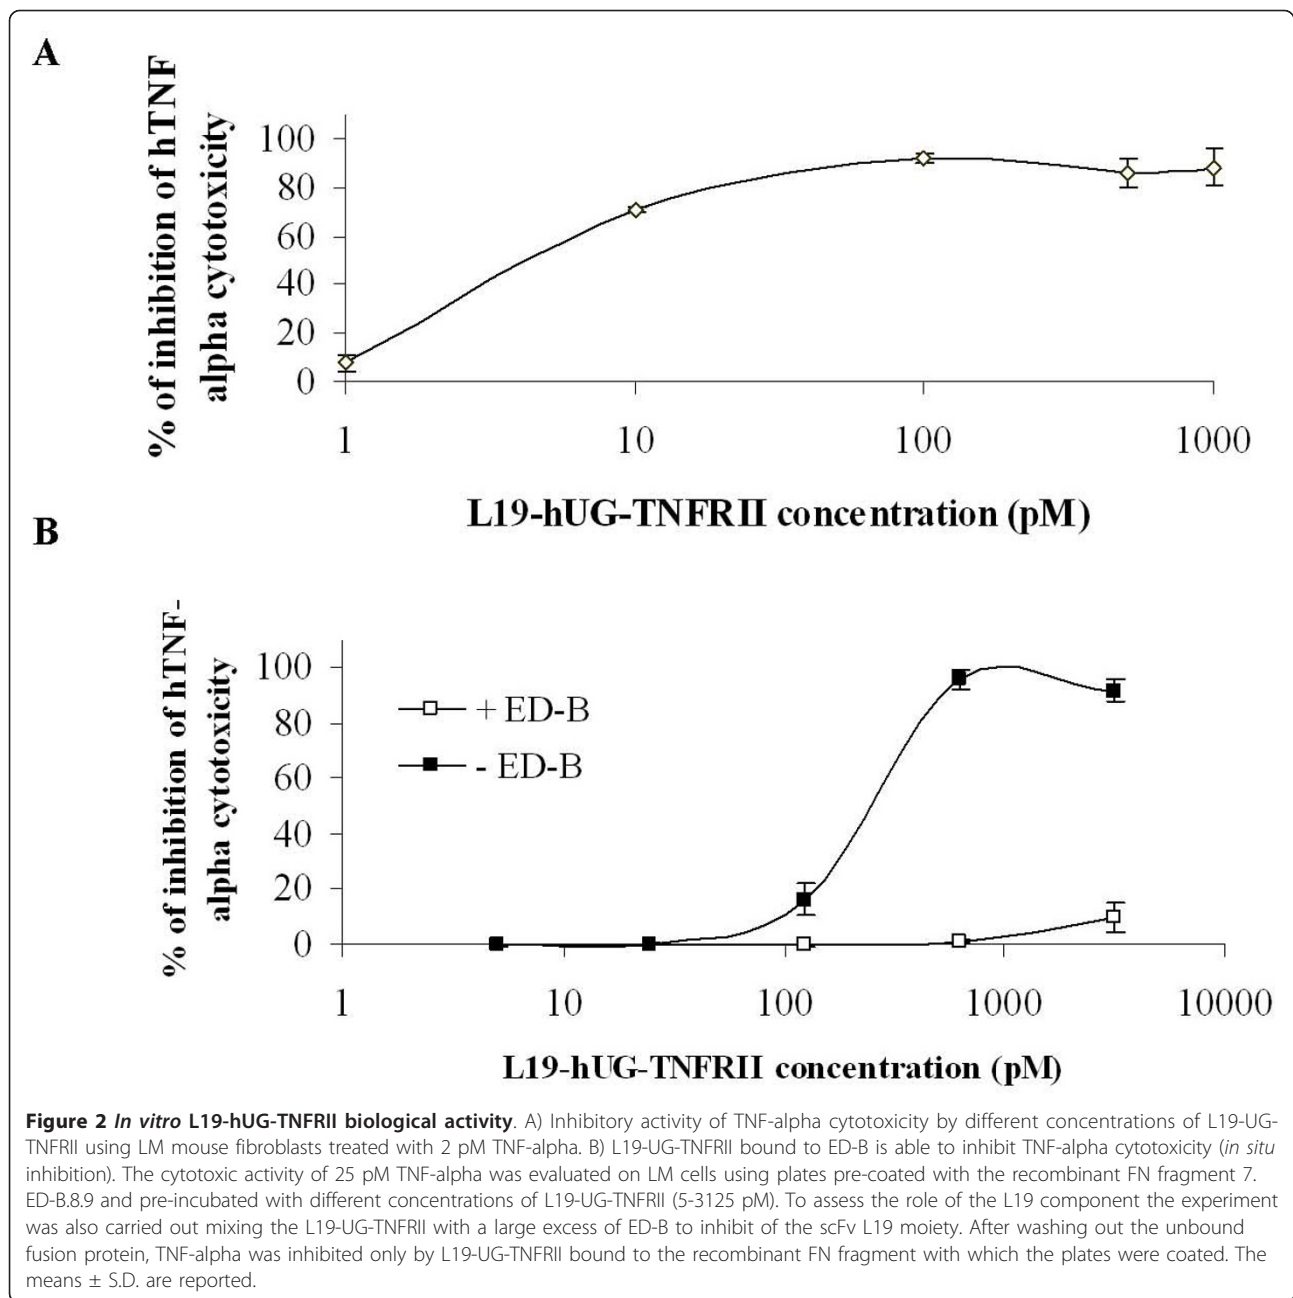 A
% of inhibition of hTNF
alpha cytotoxicity
100
80
60
40
20
0
1 10 100 1000
L19-hUG-TNFRII concentration (pM)
B
% of inhibition of hTNF-
alpha cytotoxicity
100
80
60
40
20
0
+ ED-B
- ED-B
1 10 100 1000 10000
L19-hUG-TNFRII concentration (pM)
Figure 2 In vitro L19-hUG-TNFRII biological activity. A) Inhibitory activity of TNF-alpha cytotoxicity by different concentrations of L19-UG-
TNFRII using LM mouse fibroblasts treated with 2 pM TNF-alpha. B) L19-UG-TNFRII bound to ED-B is able to inhibit TNF-alpha cytotoxicity (in situ
inhibition). The cytotoxic activity of 25 pM TNF-alpha was evaluated on LM cells using plates pre-coated with the recombinant FN fragment 7.
ED-B.8.9 and pre-incubated with different concentrations of L19-UG-TNFRII (5-3125 pM). To assess the role of the L19 component the experiment
was also carried out mixing the L19-UG-TNFRII with a large excess of ED-B to inhibit of the scFv L19 moiety. After washing out the unbound
fusion protein, TNF-alpha was inhibited only by L19-UG-TNFRII bound to the recombinant FN fragment with which the plates were coated. The
means ± S.D. are reported.